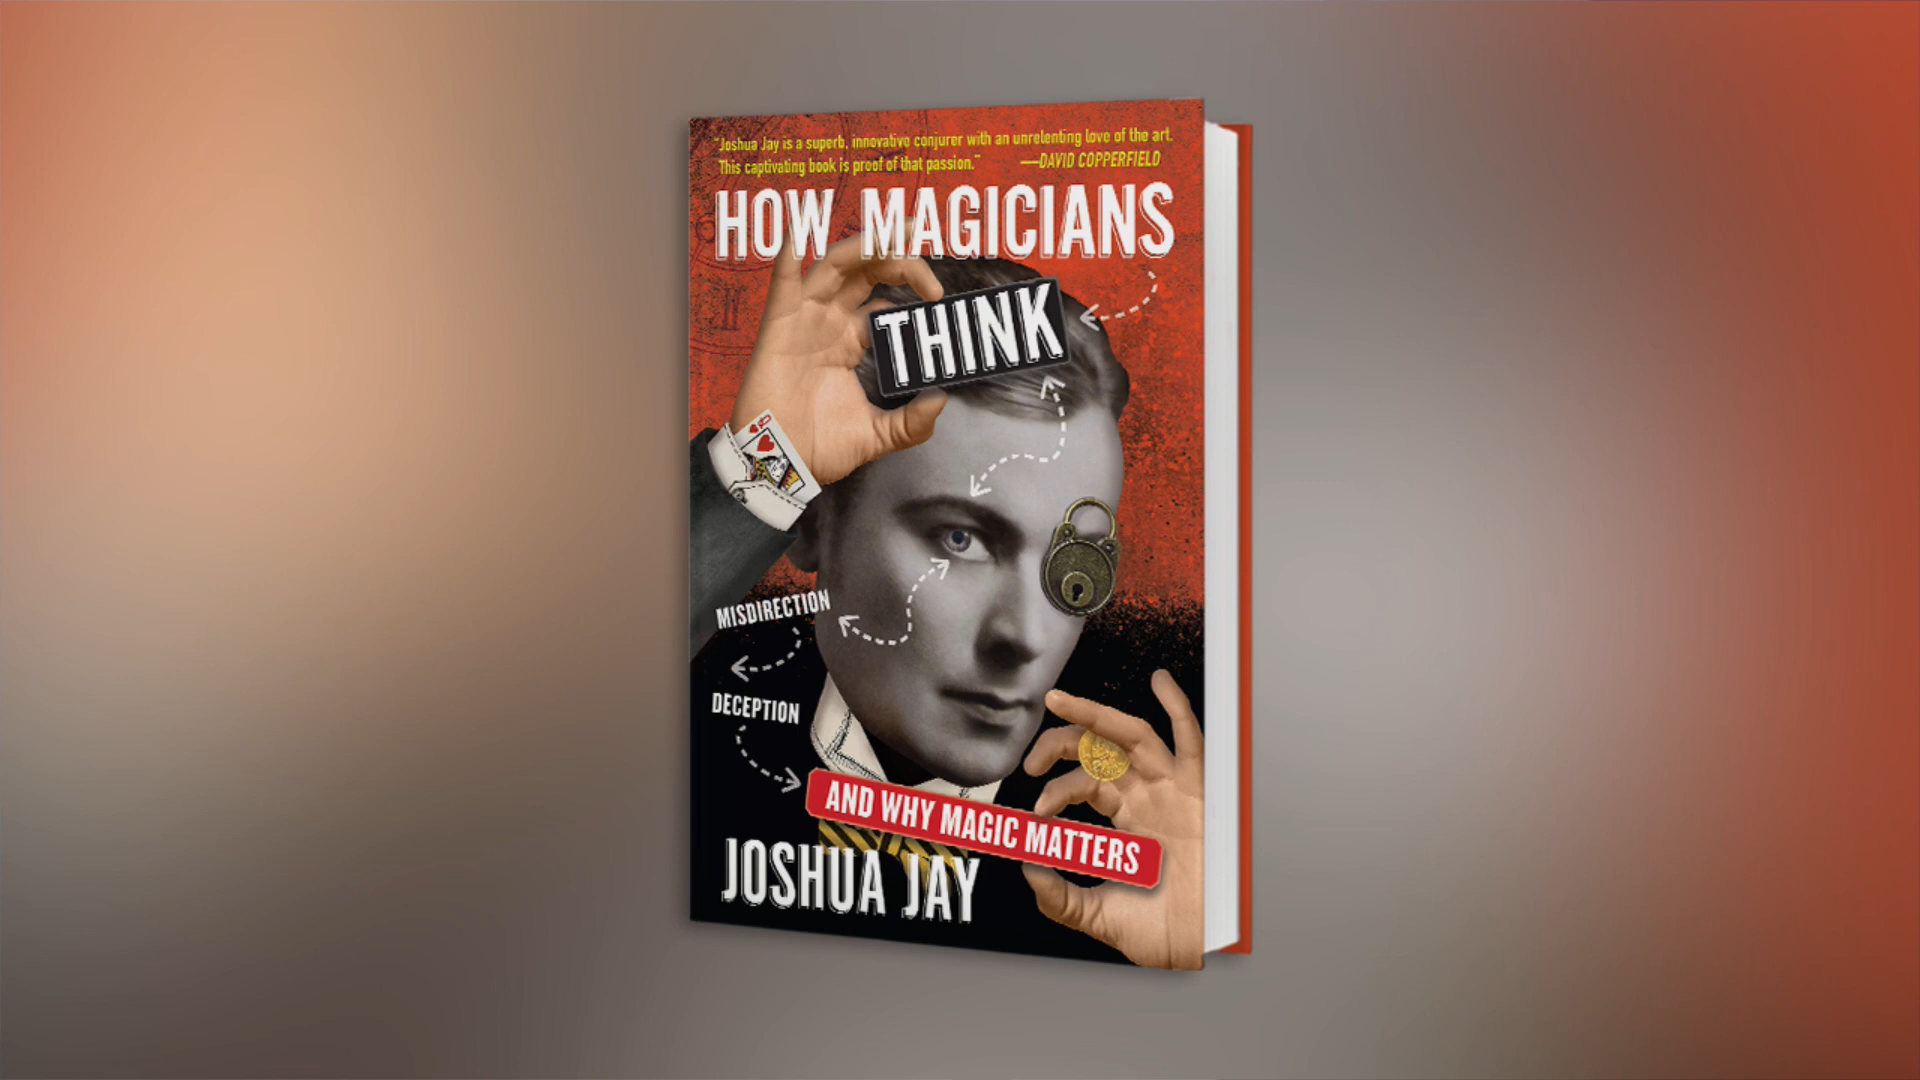 "Joshua Jay is a superb, innovative conjurer with an unrelenting love of the art.
This captivating book is proof of that passion."
—DAVID COPPERFIELD
HOW MAGICIANS
THINK
MISDIRECTION
DECEPTION
AND WHY MAGIC MATTERS
JOSHUA JAY